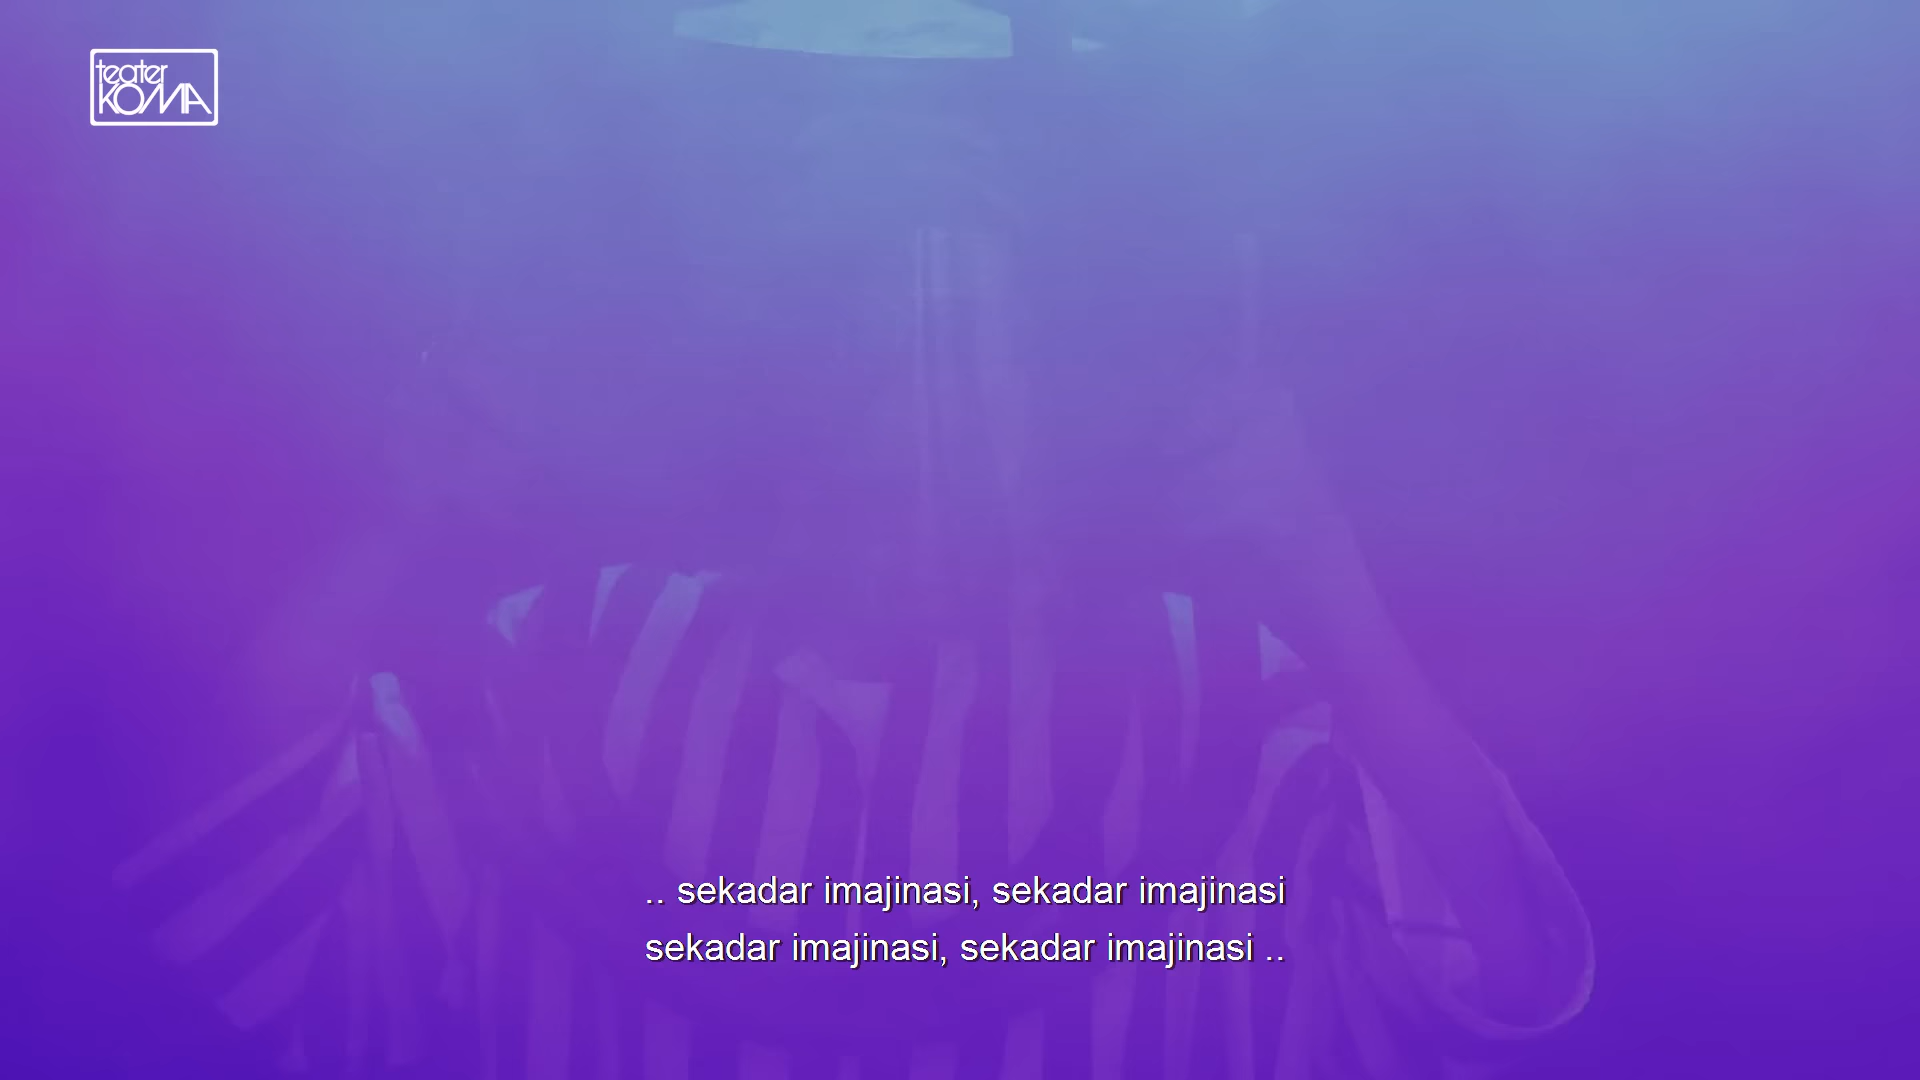 teater
KOMA
.. sekadar imajinasi, sekadar imajinasi
sekadar imajinasi, sekadar imajinasi ..